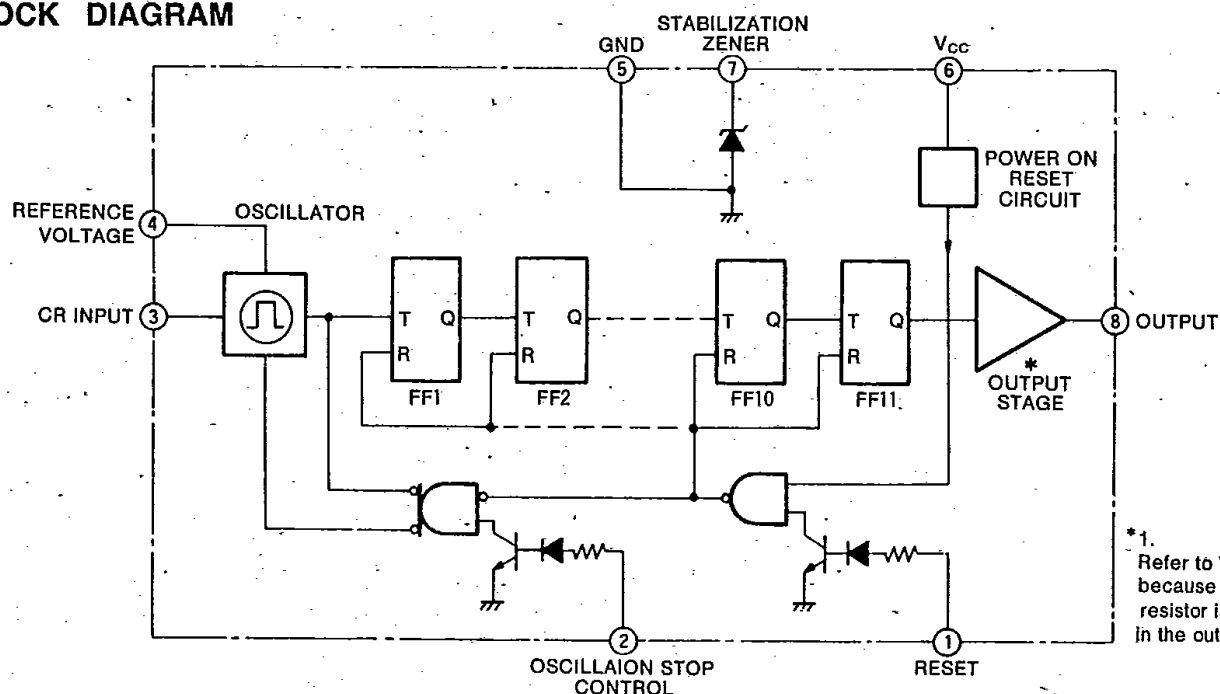 OCK DIAGRAM
STABILIZATION
ZENER
GND
VCC
5
7
6
POWER ON
RESET
CIRCUIT
REFERENCE
VOLTAGE
4
OSCILLATOR
CR INPUT
3
T
Q
T
Q
T
Q
T
Q
8
OUTPUT
R
R
R
R
FF1
FF2
FF10
FF11
*
OUTPUT
STAGE
*1.
Refer to
because
resistor i
in the out
2
1
OSCILLAION STOP
CONTROL
RESET